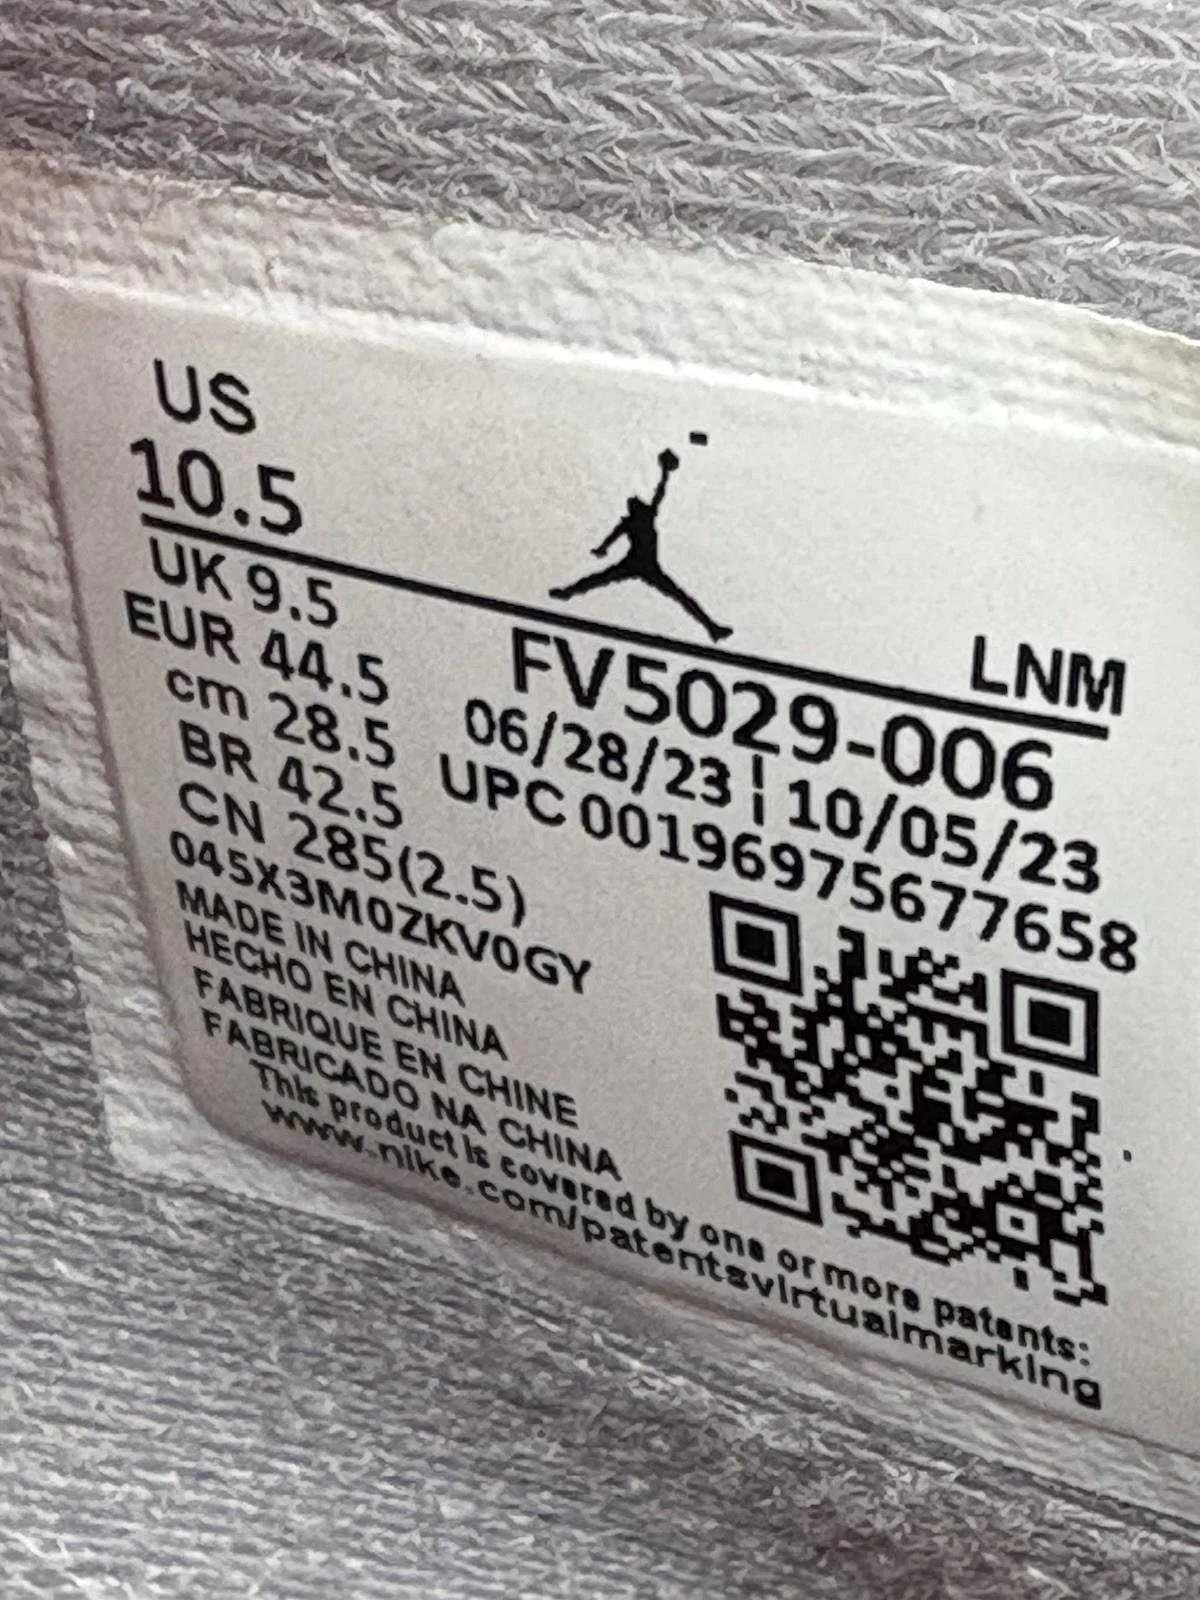 US
10.5
LNM
UK 9.5
EUR 44.5
cm 28.5
BR 42.5
CN 285(2.5)
FV5029-006
06/28/23 | 10/05/23
UPC 00196975677658
045X3M0ZKV0GY
MADE IN CHINA
HECHO EN CHINA
FABRIQUE EN CHINE
FABRICADO NA CHINA
This product is covered by one or more patents:
www.nike.com/patentsvirtualmarking